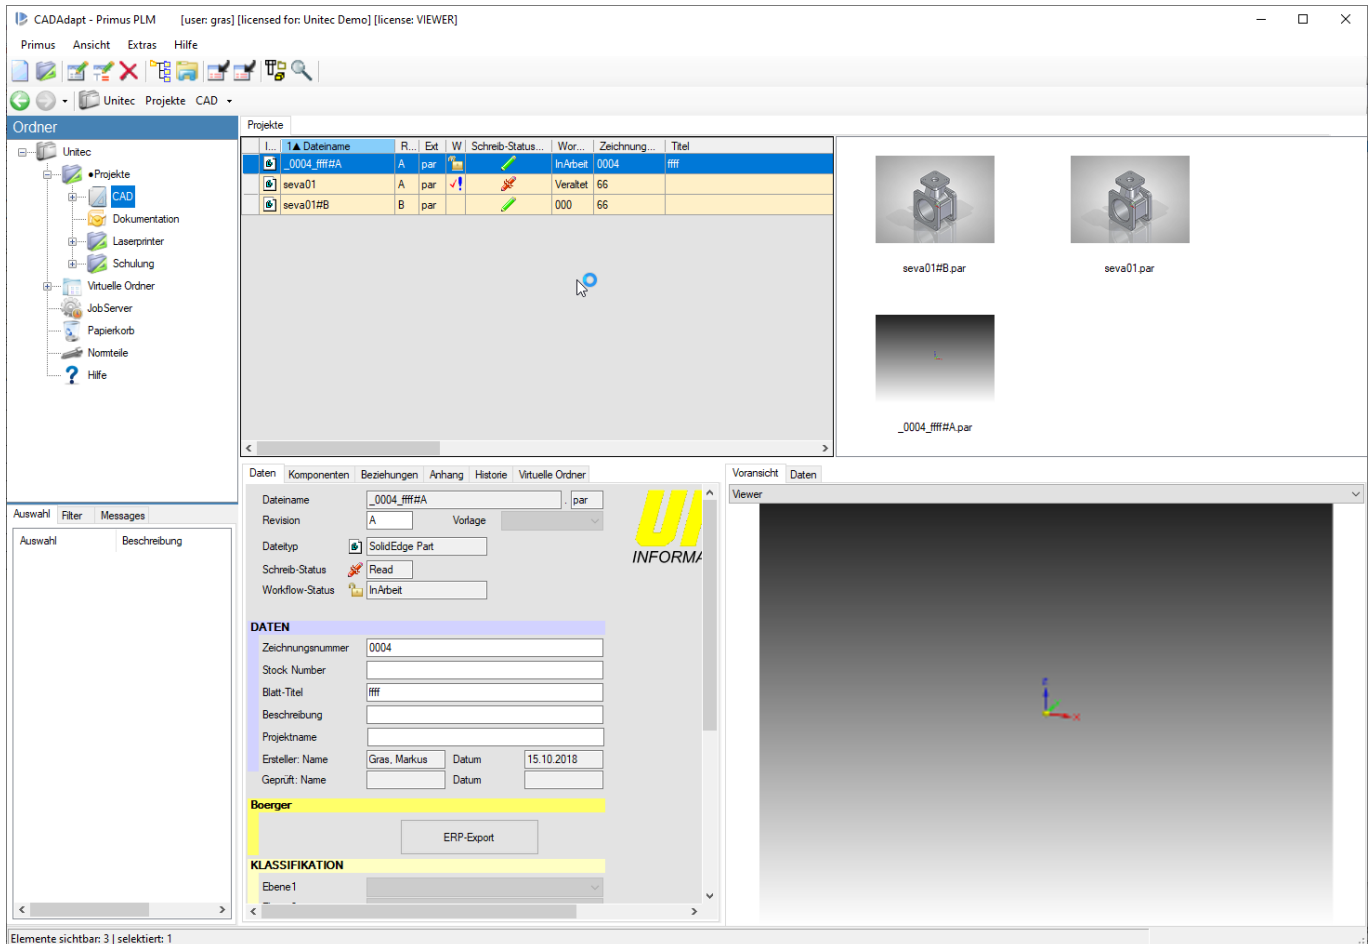 CADAdapt - Primus PLM [user: gras] [licensed for: Unitec Demo] [license: VIEWER]
Primus Ansicht Extras Hilfe
Unitec Projekte CAD
Ordner
Unitec
●Projekte
CAD
Dokumentation
Laserprinter
Schulung
Virtuelle Ordner
JobServer
Papierkorb
Normteile
Hilfe
Projekte
I... 1▲ Dateiname R... Ext W Schreib-Status... Wor... Zeichnung... Titel
_0004_ffff#A A par InArbeit 0004 ffff
seva01 A par Veraltet 66
seva01#B B par 000 66
seva01#B.par seva01.par
_0004_ffff#A.par
Auswahl Filter Messages
Auswahl Beschreibung
Daten Komponenten Beziehungen Anhang Historie Virtuelle Ordner
Dateiname _0004_ffff#A . par
Revision A Vorlage
Dateityp SolidEdge Part
Schreib-Status Read
Workflow-Status InArbeit
INFORMA
DATEN
Zeichnungsnummer 0004
Stock Number
Blatt-Titel ffff
Beschreibung
Projektname
Ersteller: Name Gras, Markus Datum 15.10.2018
Geprüft: Name Datum
Boerger
ERP-Export
KLASSIFIKATION
Ebene1
Voransicht Daten
Viewer
Elemente sichtbar: 3 | selektiert: 1